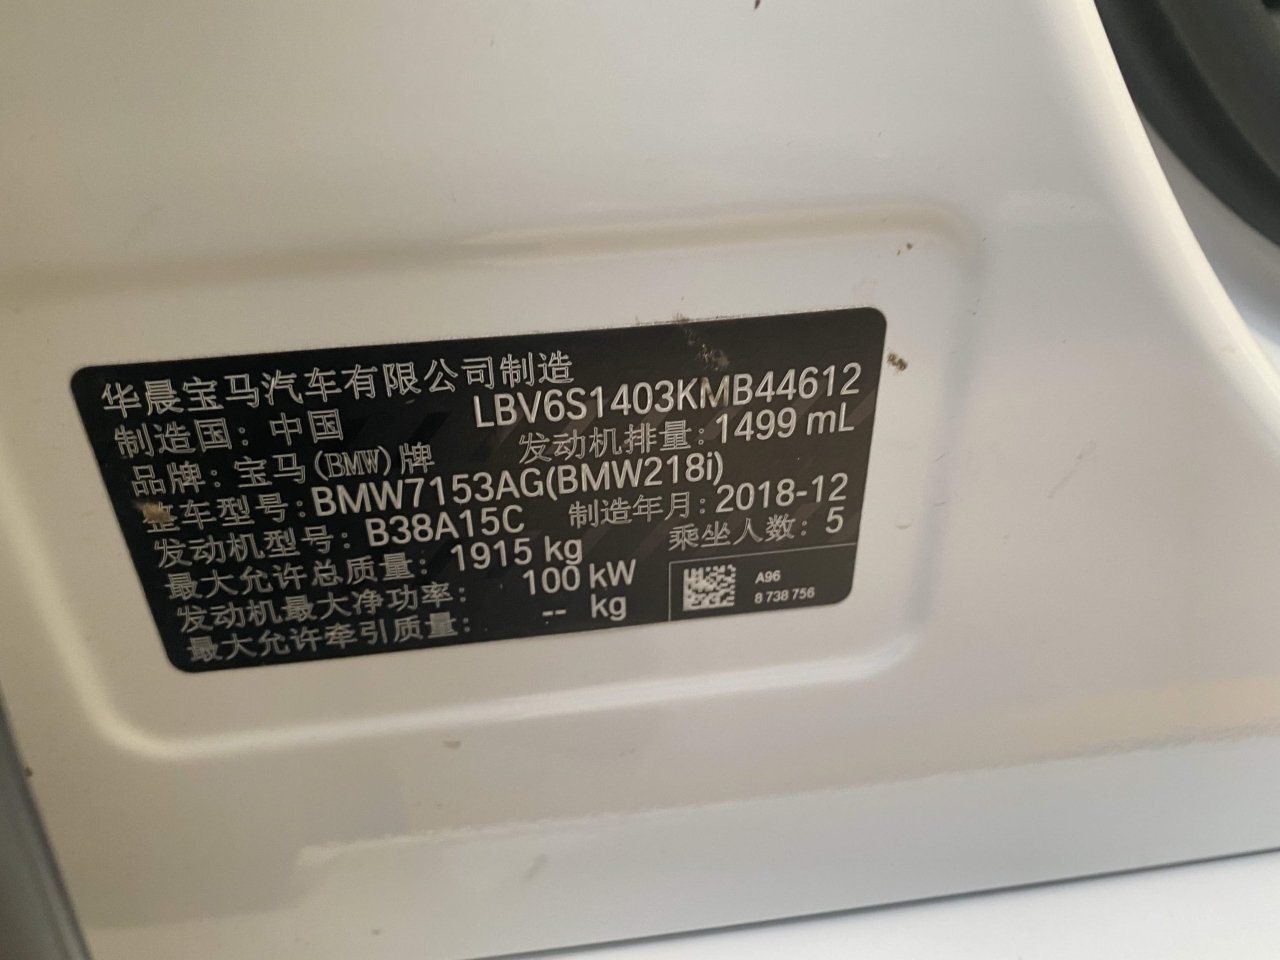 华晨宝马汽车有限公司制造
制造国：中国 LBV6S1403KMB44612
品牌：宝马(BMW)牌 发动机排量：1499 mL
整车型号：BMW7153AG(BMW218i)
发动机型号：B38A15C 制造年月：2018-12
最大允许总质量：1915 kg 乘坐人数：5
发动机最大净功率：100 kW
最大允许牵引质量：-- kg
A96
8 738 756